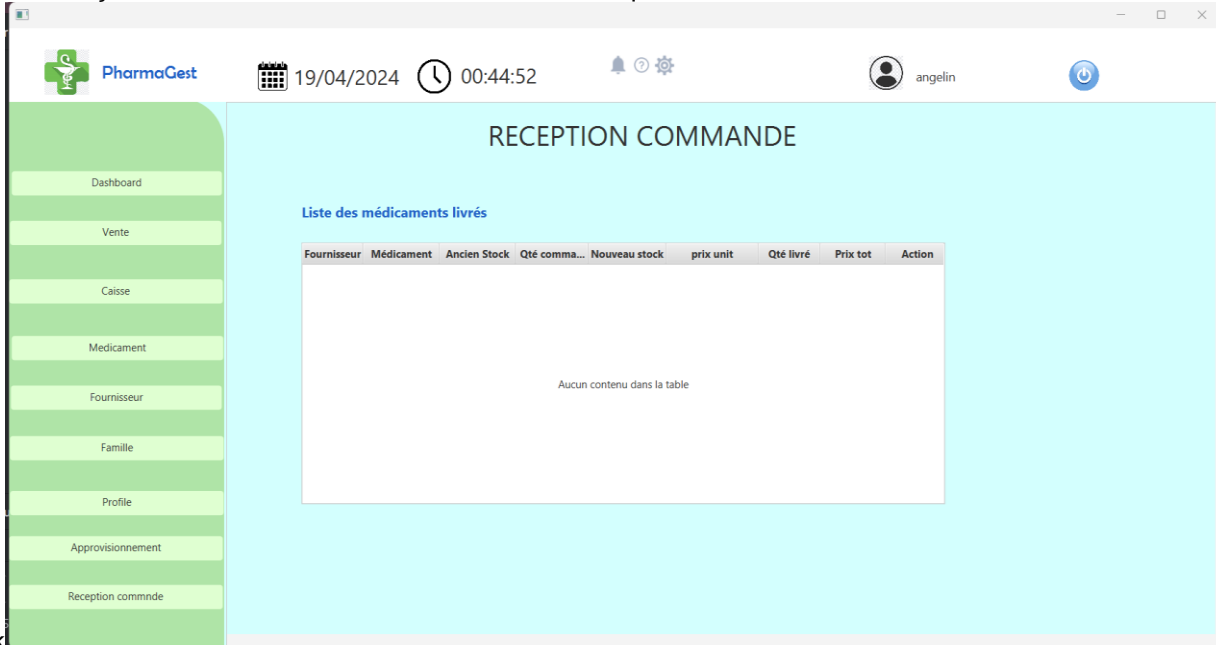 PharmaGest
19/04/2024 00:44:52
angelin
RECEPTION COMMANDE
Dashboard
Vente
Caisse
Medicament
Fournisseur
Famille
Profile
Approvisionnement
Reception commnde
Liste des médicaments livrés
Fournisseur Médicament Ancien Stock Qté comma... Nouveau stock prix unit Qté livré Prix tot Action
Aucun contenu dans la table